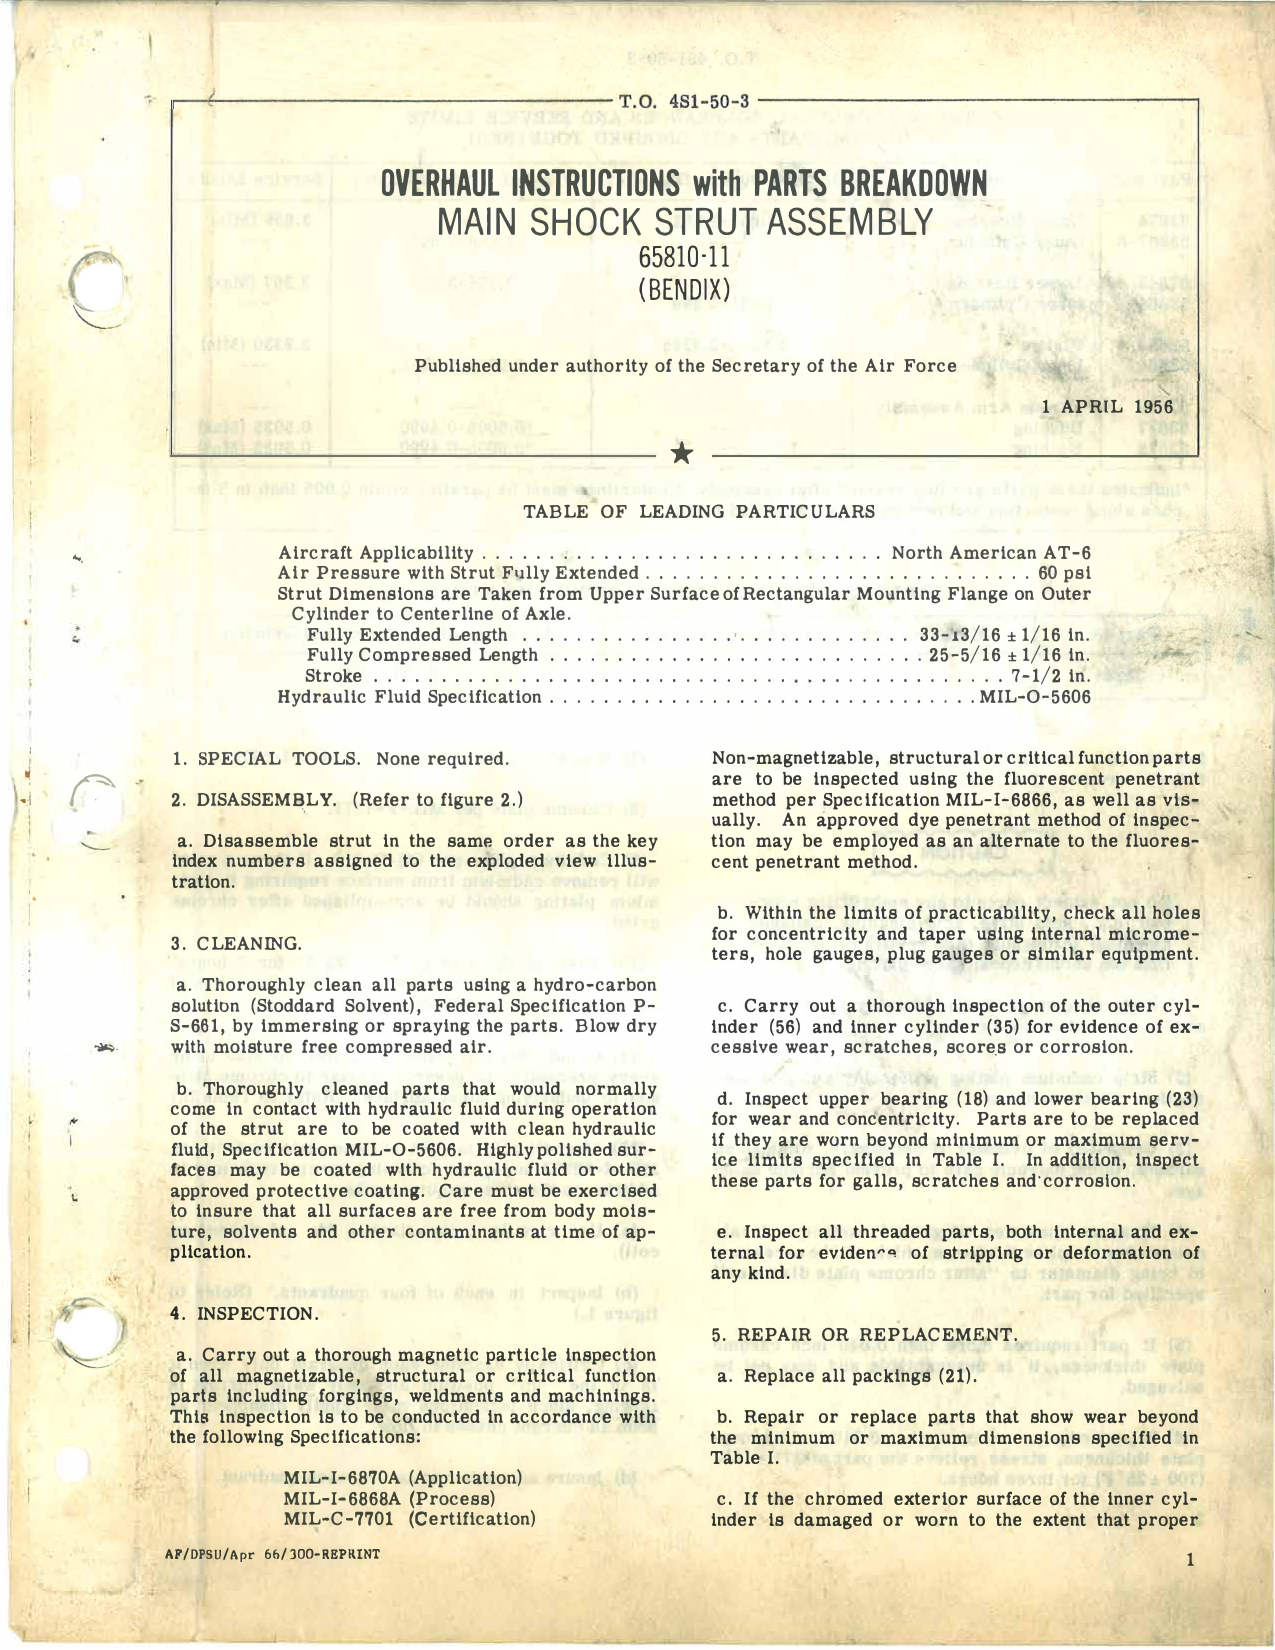 T.O. 4S1-50-3
OVERHAUL INSTRUCTIONS with PARTS BREAKDOWN
MAIN SHOCK STRUT ASSEMBLY
65810-11
(BENDIX)
Published under authority of the Secretary of the Air Force
1 APRIL 1956
TABLE OF LEADING PARTICULARS
Aircraft Applicability . . . . . . . . . . . . . . . . . . . . . . . . . . . . . . North American AT-6
Air Pressure with Strut Fully Extended . . . . . . . . . . . . . . . . . . . . . . . . . . . . . 60 psi
Strut Dimensions are Taken from Upper Surface of Rectangular Mounting Flange on Outer
Cylinder to Centerline of Axle.
Fully Extended Length . . . . . . . . . . . . . . . . . . . . . . . . . . . . . 33-13/16 ± 1/16 in.
Fully Compressed Length . . . . . . . . . . . . . . . . . . . . . . . . . . . . 25-5/16 ± 1/16 in.
Stroke . . . . . . . . . . . . . . . . . . . . . . . . . . . . . . . . . . . . . . . . . . . . . . . 7-1/2 in.
Hydraulic Fluid Specification . . . . . . . . . . . . . . . . . . . . . . . . . . . . . . . . MIL-O-5606
1. SPECIAL TOOLS. None required.
2. DISASSEMBLY. (Refer to figure 2.)
a. Disassemble strut in the same order as the key
index numbers assigned to the exploded view illus-
tration.
3. CLEANING.
a. Thoroughly clean all parts using a hydro-carbon
solution (Stoddard Solvent), Federal Specification P-
S-661, by immersing or spraying the parts. Blow dry
with moisture free compressed air.
b. Thoroughly cleaned parts that would normally
come in contact with hydraulic fluid during operation
of the strut are to be coated with clean hydraulic
fluid, Specification MIL-O-5606. Highly polished sur-
faces may be coated with hydraulic fluid or other
approved protective coating. Care must be exercised
to insure that all surfaces are free from body mois-
ture, solvents and other contaminants at time of ap-
plication.
4. INSPECTION.
a. Carry out a thorough magnetic particle inspection
of all magnetizable, structural or critical function
parts including forgings, weldments and machinings.
This inspection is to be conducted in accordance with
the following Specifications:
MIL-I-6870A (Application)
MIL-I-6868A (Process)
MIL-C-7701 (Certification)
Non-magnetizable, structural or critical function parts
are to be inspected using the fluorescent penetrant
method per Specification MIL-I-6866, as well as vis-
ually. An approved dye penetrant method of inspec-
tion may be employed as an alternate to the fluores-
cent penetrant method.
b. Within the limits of practicability, check all holes
for concentricity and taper using internal microme-
ters, hole gauges, plug gauges or similar equipment.
c. Carry out a thorough inspection of the outer cyl-
inder (56) and inner cylinder (35) for evidence of ex-
cessive wear, scratches, scores or corrosion.
d. Inspect upper bearing (18) and lower bearing (23)
for wear and concentricity. Parts are to be replaced
if they are worn beyond minimum or maximum serv-
ice limits specified in Table I. In addition, inspect
these parts for galls, scratches and corrosion.
e. Inspect all threaded parts, both internal and ex-
ternal for evidence of stripping or deformation of
any kind.
5. REPAIR OR REPLACEMENT.
a. Replace all packings (21).
b. Repair or replace parts that show wear beyond
the minimum or maximum dimensions specified in
Table I.
c. If the chromed exterior surface of the inner cyl-
inder is damaged or worn to the extent that proper
AF/DPSU/Apr 66/300-REPRINT
1